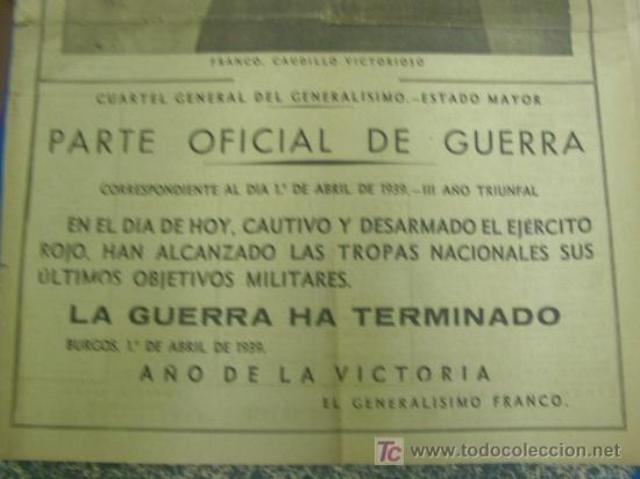 FRANCO, CAUDILLO VICTORIOSO
CUARTEL GENERAL DEL GENERALISIMO.-ESTADO MAYOR
PARTE OFICIAL DE GUERRA
CORRESPONDIENTE AL DIA 1.º DE ABRIL DE 1939.-III AÑO TRIUNFAL
EN EL DIA DE HOY, CAUTIVO Y DESARMADO EL EJÉRCITO
ROJO, HAN ALCANZADO LAS TROPAS NACIONALES SUS
ÚLTIMOS OBJETIVOS MILITARES.
LA GUERRA HA TERMINADO
BURGOS, 1.º DE ABRIL DE 1939.
AÑO DE LA VICTORIA
EL GENERALISIMO FRANCO.
todocoleccion
www.todocoleccion.net